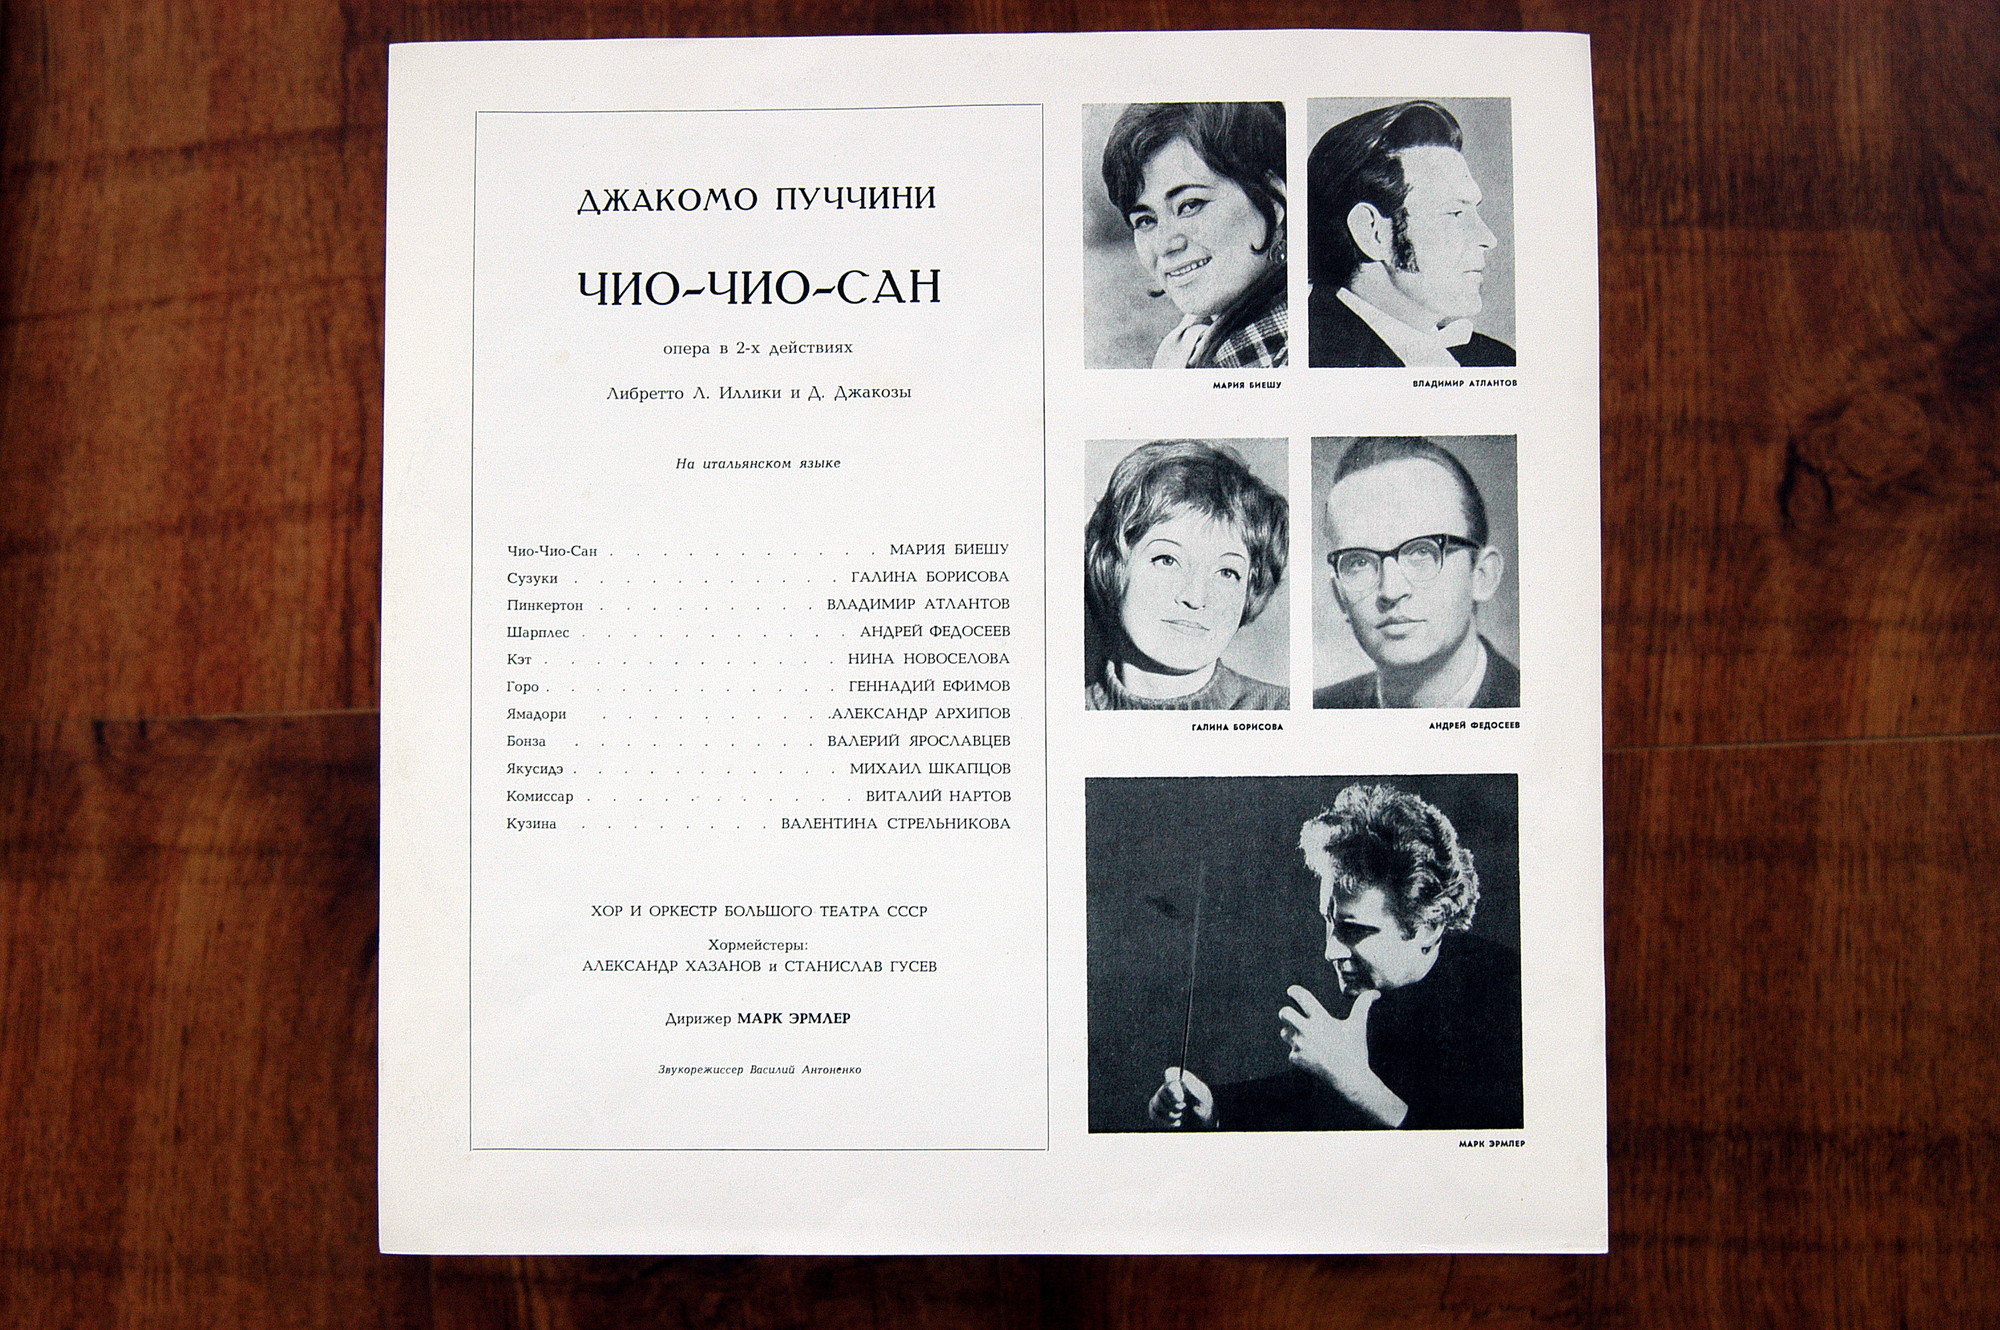 ДЖАКОМО ПУЧЧИНИ
ЧИО-ЧИО-САН
опера в 2-х действиях
Либретто Л. Иллики и Д. Джакозы
На итальянском языке
Чио-Чио-Сан . . . . . . . . . . . МАРИЯ БИЕШУ
Сузуки . . . . . . . . . . . ГАЛИНА БОРИСОВА
Пинкертон . . . . . . . . . ВЛАДИМИР АТЛАНТОВ
Шарплес . . . . . . . . . . . АНДРЕЙ ФЕДОСЕЕВ
Кэт . . . . . . . . . . . . НИНА НОВОСЕЛОВА
Горо . . . . . . . . . . . . ГЕННАДИЙ ЕФИМОВ
Ямадори . . . . . . . . . .АЛЕКСАНДР АРХИПОВ
Бонза . . . . . . . . . . ВАЛЕРИЙ ЯРОСЛАВЦЕВ
Якусидэ . . . . . . . . . . . МИХАИЛ ШКАПЦОВ
Комиссар . . . . . . . . . . . ВИТАЛИЙ НАРТОВ
Кузина . . . . . . . . ВАЛЕНТИНА СТРЕЛЬНИКОВА
ХОР И ОРКЕСТР БОЛЬШОГО ТЕАТРА СССР
Хормейстеры:
АЛЕКСАНДР ХАЗАНОВ и СТАНИСЛАВ ГУСЕВ
Дирижер МАРК ЭРМЛЕР
Звукорежиссер Василий Антоненко
МАРИЯ БИЕШУ
ВЛАДИМИР АТЛАНТОВ
ГАЛИНА БОРИСОВА
АНДРЕЙ ФЕДОСЕЕВ
МАРК ЭРМЛЕР